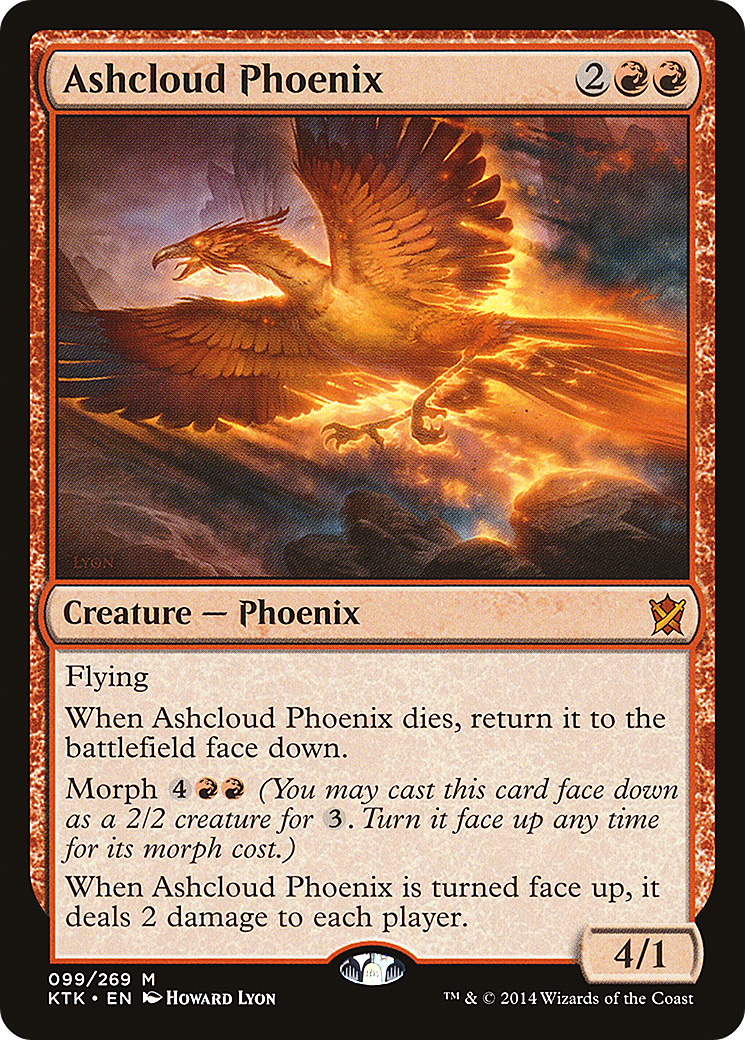 Ashcloud Phoenix 2
LYON
Creature — Phoenix
Flying
When Ashcloud Phoenix dies, return it to the
battlefield face down.
Morph 4 (You may cast this card face down
as a 2/2 creature for 3. Turn it face up any time
for its morph cost.)
When Ashcloud Phoenix is turned face up, it
deals 2 damage to each player.
4/1
099/269 M
KTK • EN Howard Lyon
™ & © 2014 Wizards of the Coast